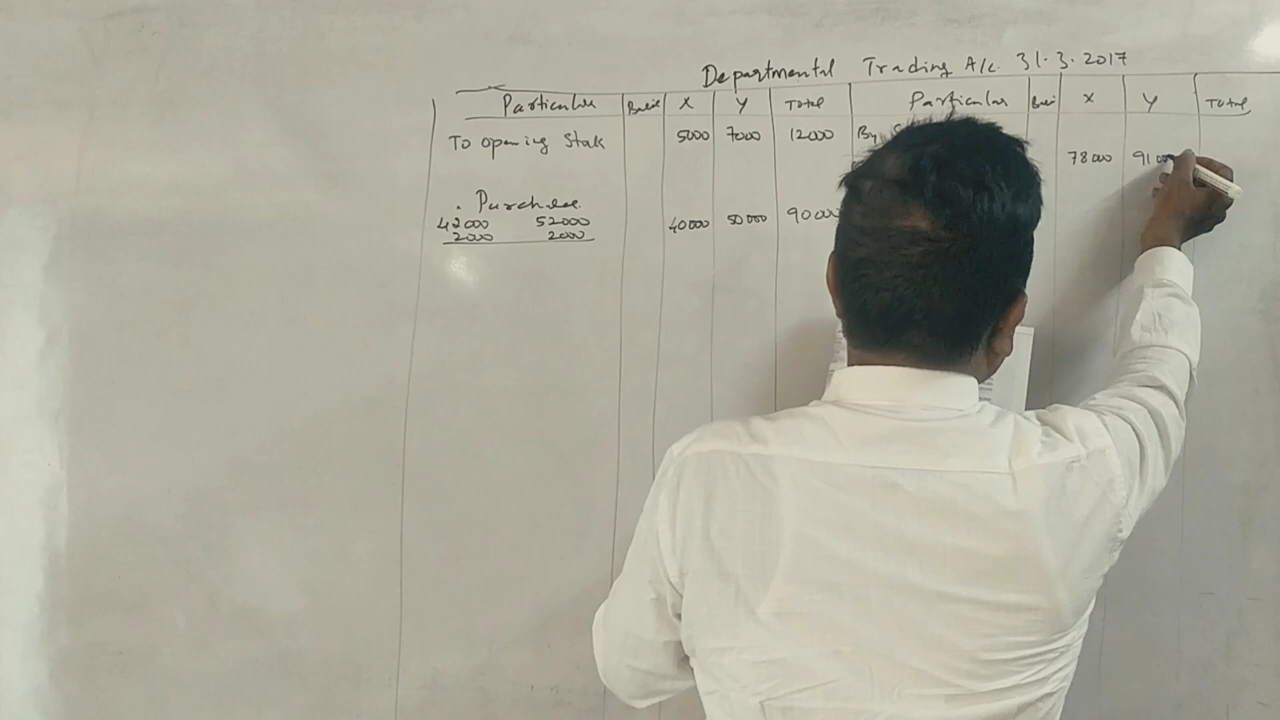 Departmental Trading A/c. 31.3.2017
Particulars Basis X Y Total Particular Basis X Y Total
To opening Stock 5000 7000 12000 By
78000 91000
. Purchase.
42000 52000 40000 50000 90000
2000 2000